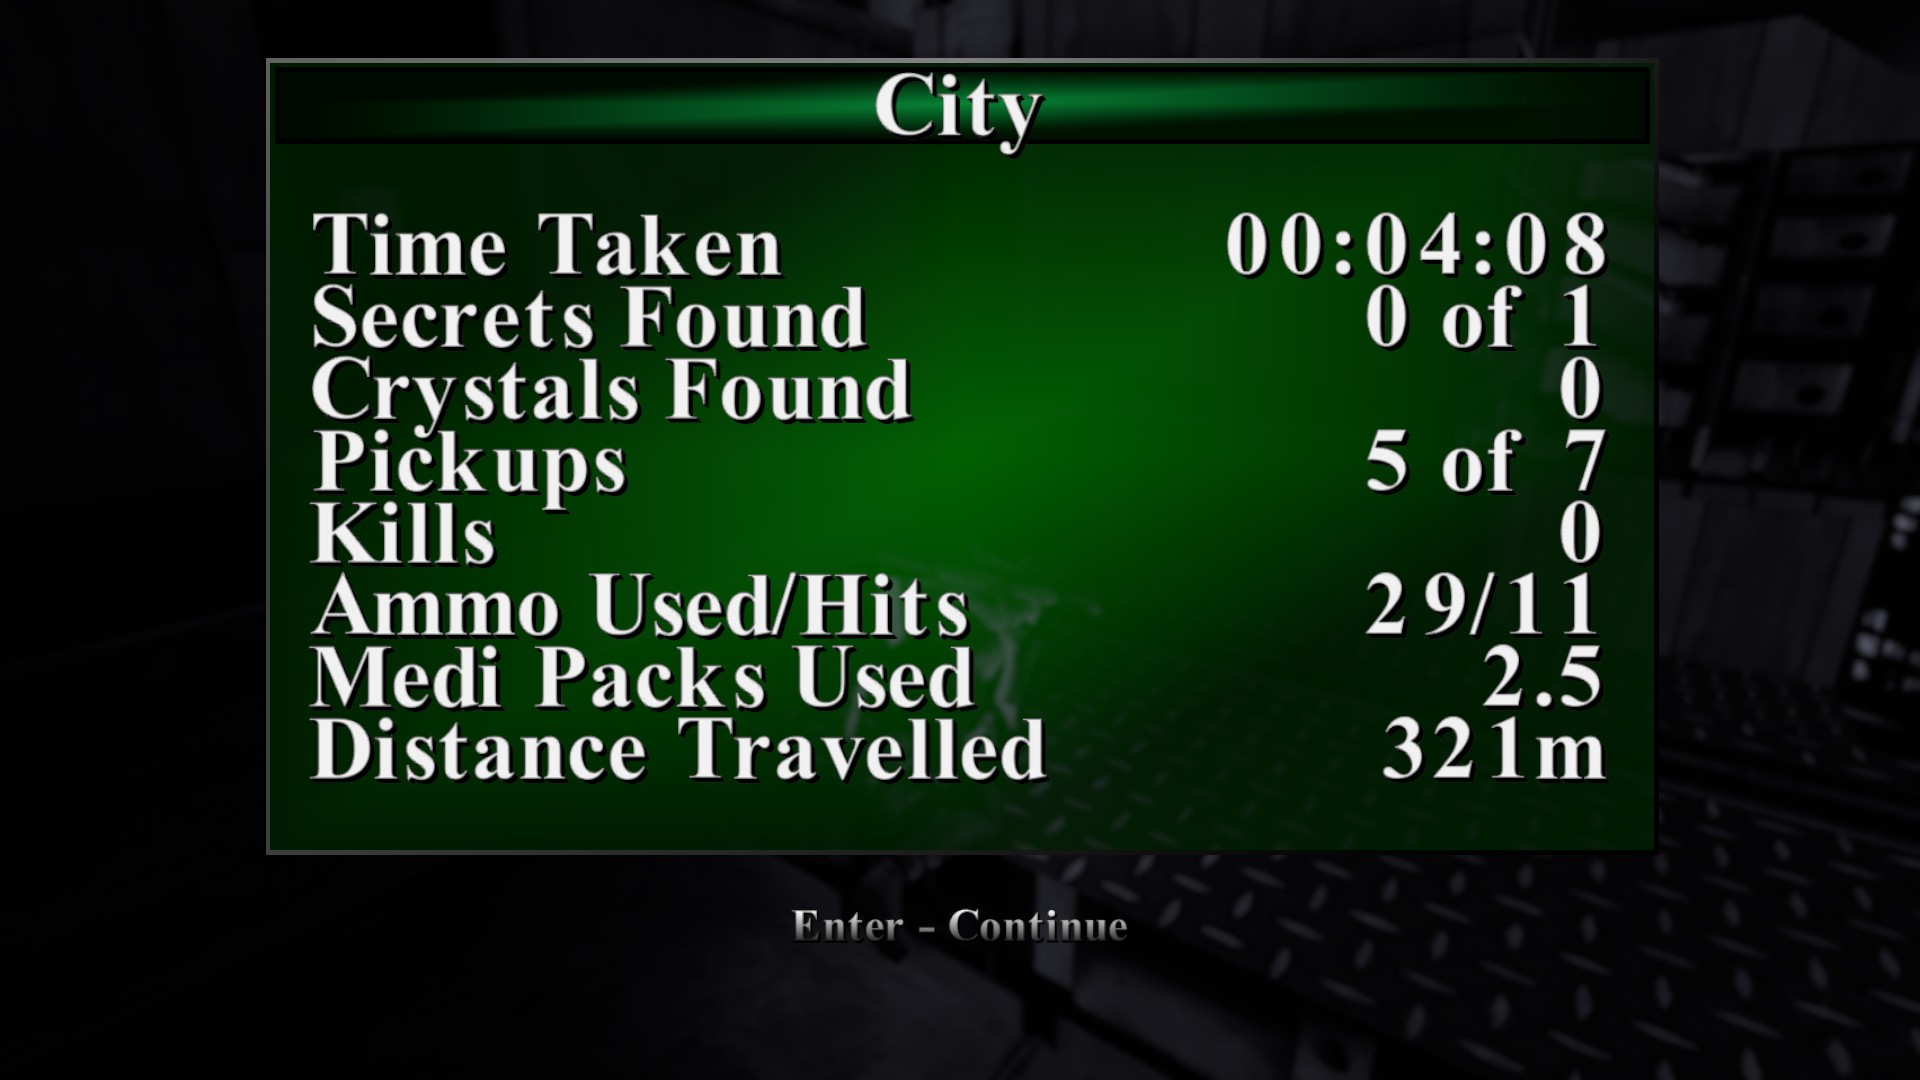 City
Time Taken 00:04:08
Secrets Found 0 of 1
Crystals Found 0
Pickups 5 of 7
Kills 0
Ammo Used/Hits 29/11
Medi Packs Used 2.5
Distance Travelled 321m
Enter - Continue